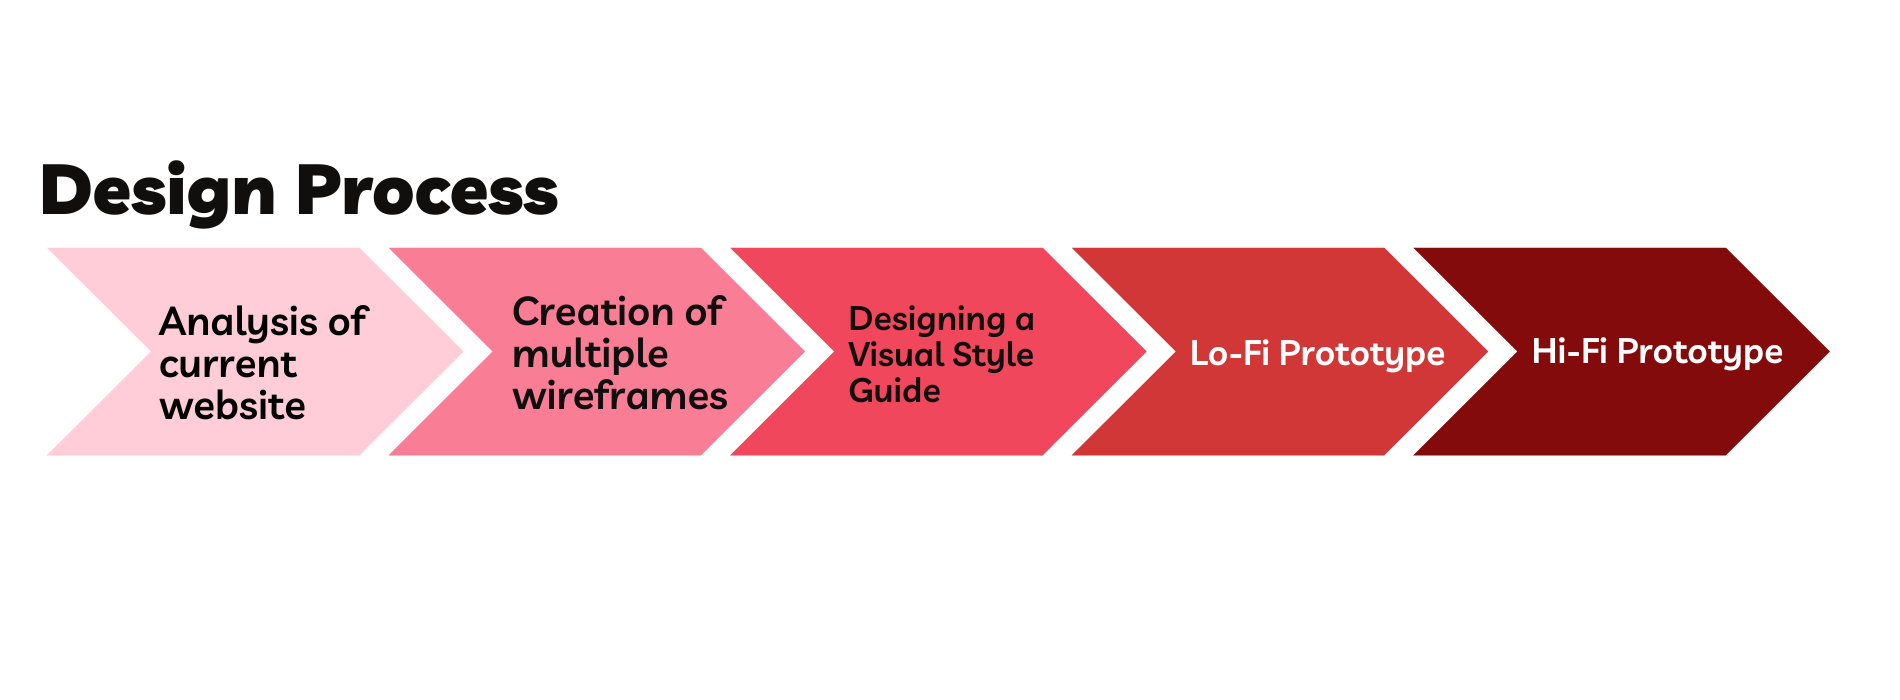 Design Process
Analysis of
current
website
Creation of
multiple
wireframes
Designing a
Visual Style
Guide
Lo-Fi Prototype
Hi-Fi Prototype